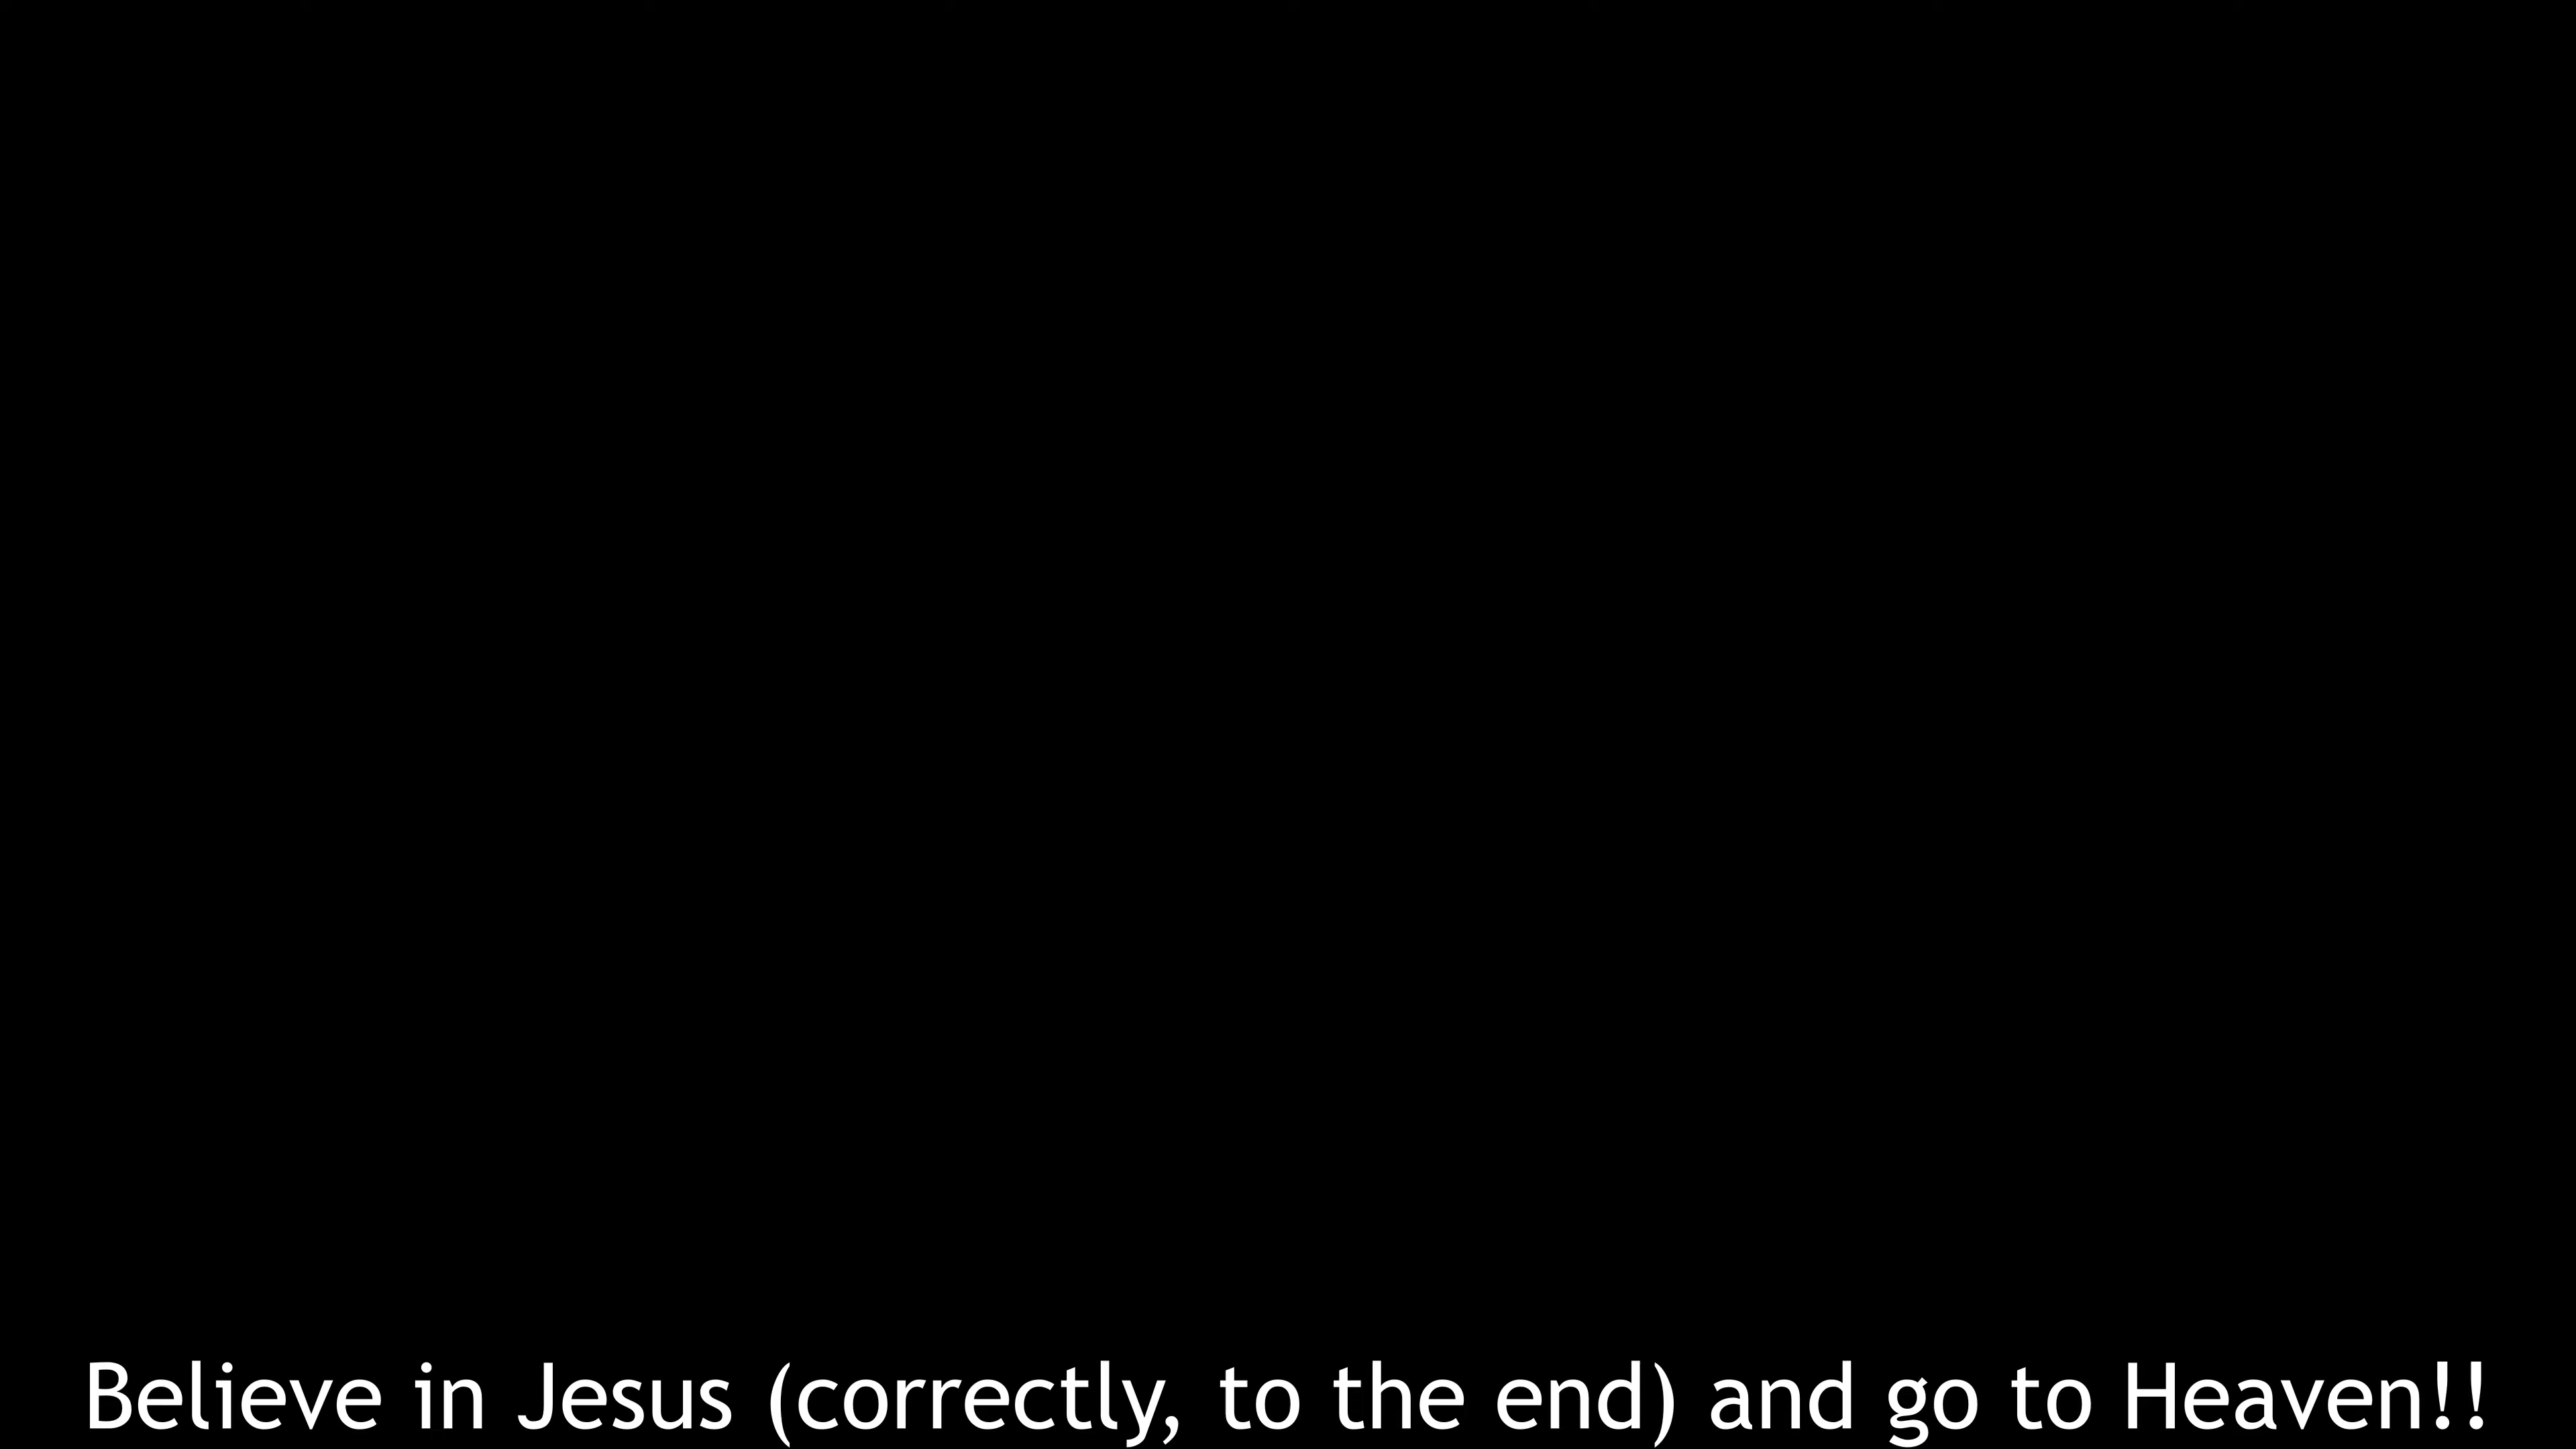 Believe in Jesus (correctly, to the end) and go to Heaven!!